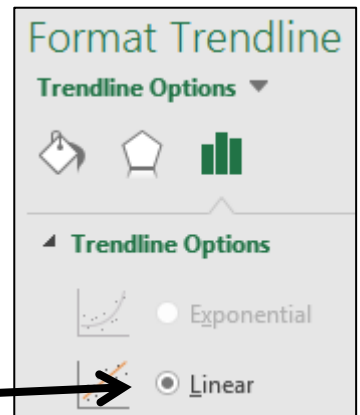 Format Trendline
Trendline Options
Trendline Options
Exponential
Linear